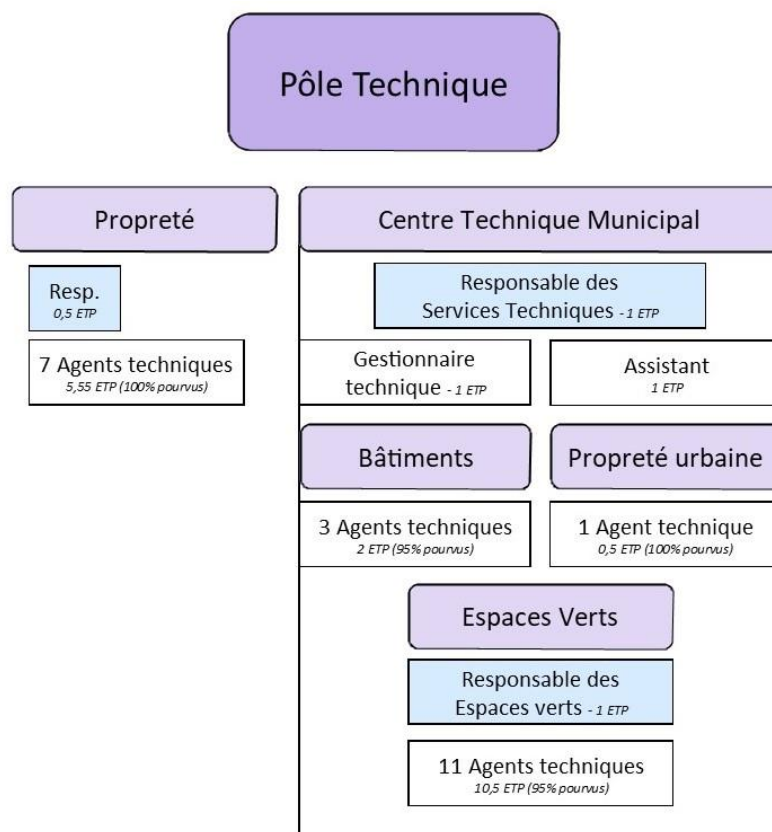 Pôle Technique
Propreté
Resp.
0,5 ETP
7 Agents techniques
5,55 ETP (100% pourvus)
Centre Technique Municipal
Responsable des
Services Techniques - 1 ETP
Gestionnaire
technique - 1 ETP
Assistant
1 ETP
Bâtiments
3 Agents techniques
2 ETP (95% pourvus)
Propreté urbaine
1 Agent technique
0,5 ETP (100% pourvus)
Espaces Verts
Responsable des
Espaces verts - 1 ETP
11 Agents techniques
10,5 ETP (95% pourvus)